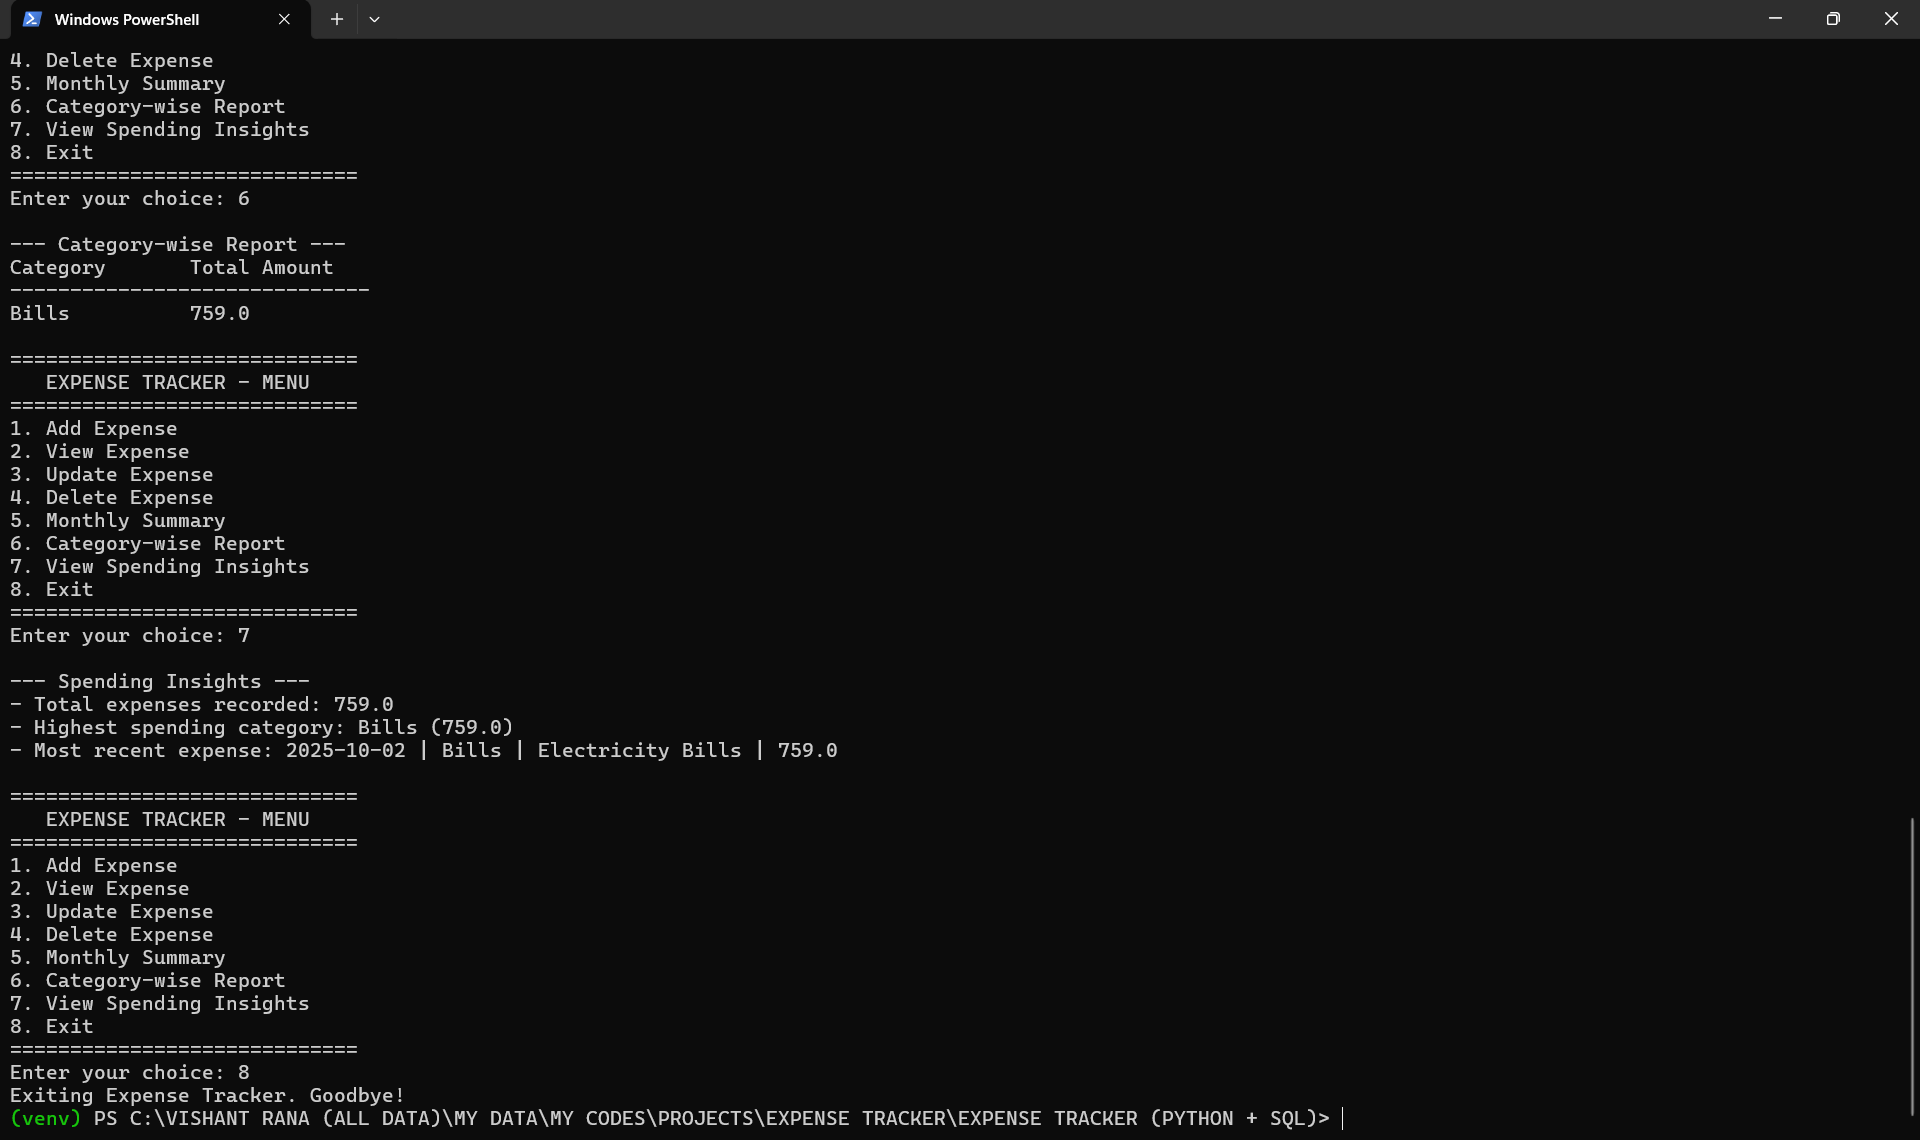 Windows PowerShell
4. Delete Expense
5. Monthly Summary
6. Category-wise Report
7. View Spending Insights
8. Exit
=============================
Enter your choice: 6
--- Category-wise Report ---
Category       Total Amount
------------------------------
Bills          759.0
=============================
   EXPENSE TRACKER - MENU
=============================
1. Add Expense
2. View Expense
3. Update Expense
4. Delete Expense
5. Monthly Summary
6. Category-wise Report
7. View Spending Insights
8. Exit
=============================
Enter your choice: 7
--- Spending Insights ---
- Total expenses recorded: 759.0
- Highest spending category: Bills (759.0)
- Most recent expense: 2025-10-02 | Bills | Electricity Bills | 759.0
=============================
   EXPENSE TRACKER - MENU
=============================
1. Add Expense
2. View Expense
3. Update Expense
4. Delete Expense
5. Monthly Summary
6. Category-wise Report
7. View Spending Insights
8. Exit
=============================
Enter your choice: 8
Exiting Expense Tracker. Goodbye!
(venv) PS C:\VISHANT RANA (ALL DATA)\MY DATA\MY CODES\PROJECTS\EXPENSE TRACKER\EXPENSE TRACKER (PYTHON + SQL)>